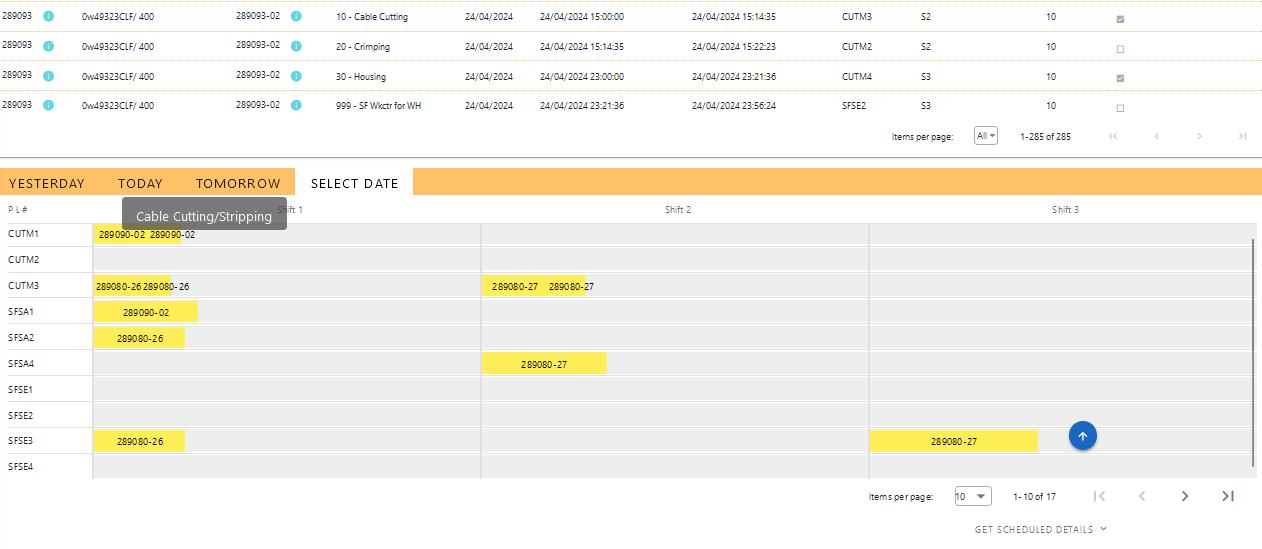 289093 0w49323CLF/ 400 289093-02 10 - Cable Cutting 24/04/2024 24/04/2024 15:00:00 24/04/2024 15:14:35 CUTM3 S2 10
289093 0w49323CLF/ 400 289093-02 20 - Crimping 24/04/2024 24/04/2024 15:14:35 24/04/2024 15:22:23 CUTM2 S2 10
289093 0w49323CLF/ 400 289093-02 30 - Housing 24/04/2024 24/04/2024 23:00:00 24/04/2024 23:21:36 CUTM4 S3 10
289093 0w49323CLF/ 400 289093-02 999 - SF Wkctr for WH 24/04/2024 24/04/2024 23:21:36 24/04/2024 23:56:24 SFSE2 S3 10
Items per page: All 1-285 of 285
YESTERDAY TODAY TOMORROW SELECT DATE
PL# Shift 1 Shift 2 Shift 3
Cable Cutting/Stripping
CUTM1 289090-02 289090-02
CUTM2
CUTM3 289080-26 289080-26 289080-27 289080-27
SFSA1 289090-02
SFSA2 289080-26
SFSA4 289080-27
SFSE1
SFSE2
SFSE3 289080-26 289080-27
SFSE4
Items per page: 10 1-10 of 17
GET SCHEDULED DETAILS